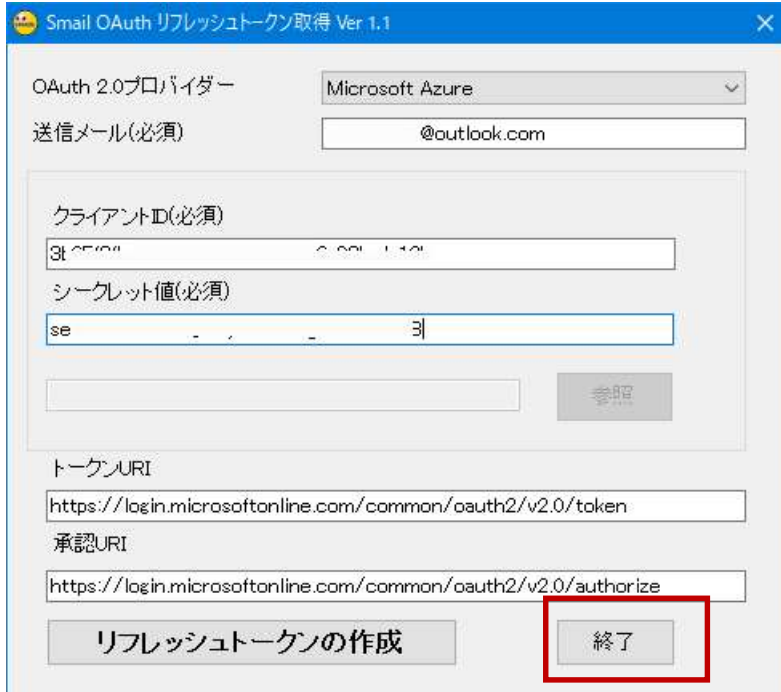 Smail OAuth リフレッシュトークン取得 Ver 1.1
OAuth 2.0プロバイダー
Microsoft Azure
送信メール(必須)
@outlook.com
クライアントID(必須)
シークレット値(必須)
se
参照
トークンURI
https://login.microsoftonline.com/common/oauth2/v2.0/token
承認URI
https://login.microsoftonline.com/common/oauth2/v2.0/authorize
リフレッシュトークンの作成
終了